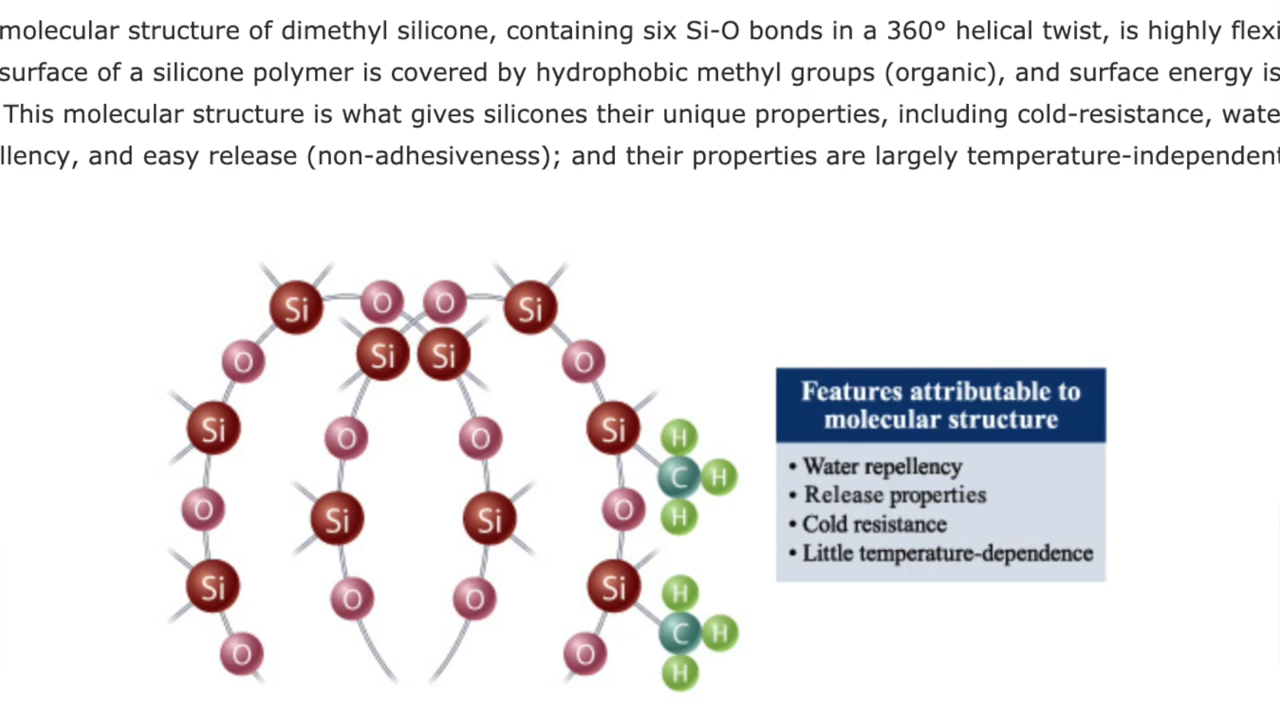 molecular structure of dimethyl silicone, containing six Si-O bonds in a 360° helical twist, is highly
surface of a silicone polymer is covered by hydrophobic methyl groups (organic), and surface energy is
This molecular structure is what gives silicones their unique properties, including cold-resistance,
and easy release (non-adhesiveness); and their properties are largely temperature-independent
Si O O Si
Si Si
O O
Si Si
O O H
C H
O O H
Si Si
Si Si
O O H
C H
O O H
Features attributable to
molecular structure
• Water repellency
• Release properties
• Cold resistance
• Little temperature-dependence